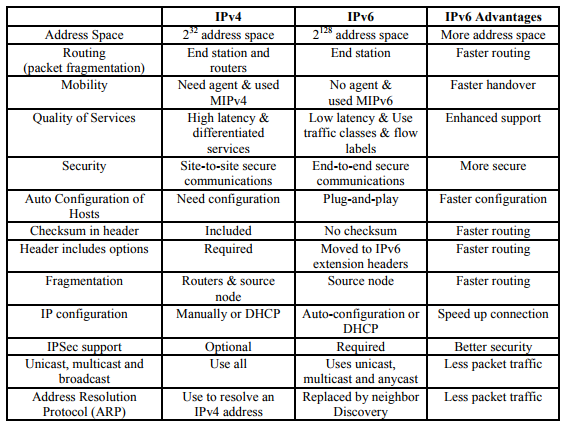 IPv4 IPv6 IPv6 Advantages
Address Space 2^32 address space 2^128 address space More address space
Routing End station and End station Faster routing
(packet fragmentation) routers
Mobility Need agent & used No agent & Faster handover
MIPv4 used MIPv6
Quality of Services High latency & Low latency & Use Enhanced support
differentiated traffic classes & flow
services labels
Security Site-to-site secure End-to-end secure More secure
communications communications
Auto Configuration of Need configuration Plug-and-play Faster configuration
Hosts
Checksum in header Included No checksum Faster routing
Header includes options Required Moved to IPv6 Faster routing
extension headers
Fragmentation Routers & source Source node Faster routing
node
IP configuration Manually or DHCP Auto-configuration or Speed up connection
DHCP
IPSec support Optional Required Better security
Unicast, multicast and Use all Uses unicast, Less packet traffic
broadcast multicast and anycast
Address Resolution Use to resolve an Replaced by neighbor Less packet traffic
Protocol (ARP) IPv4 address Discovery